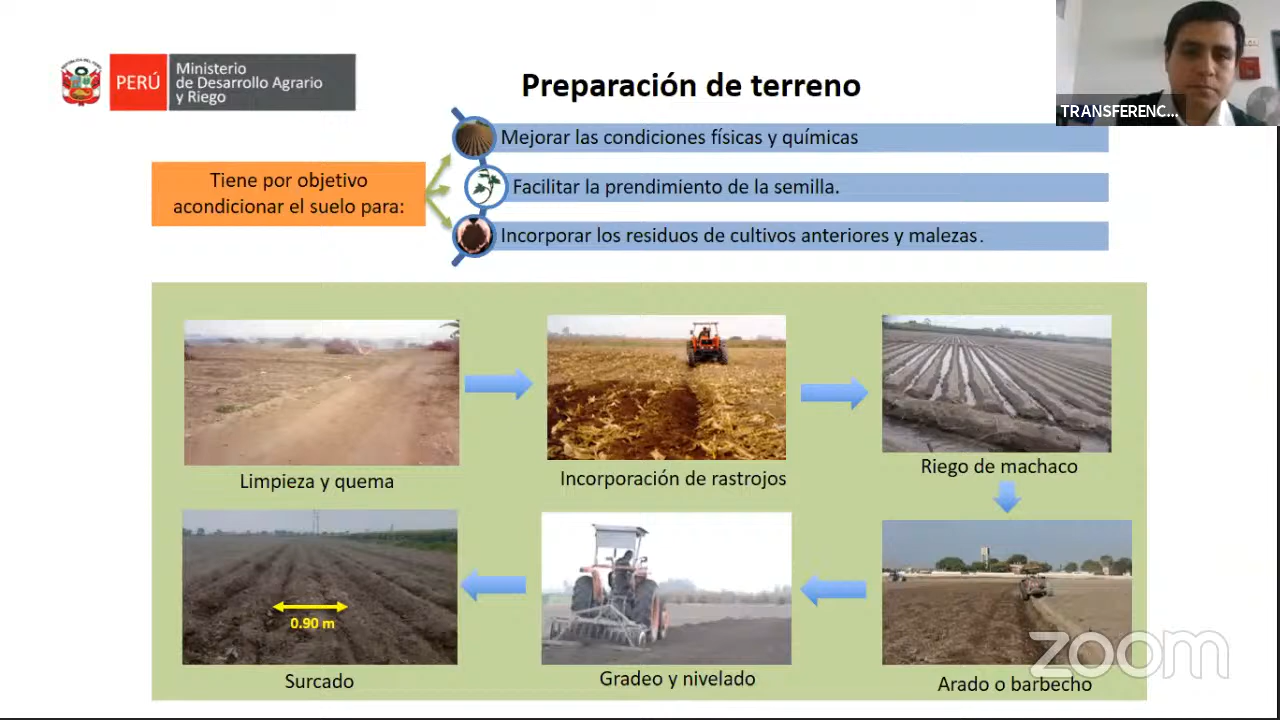 PERÚ
Ministerio
de Desarrollo Agrario
y Riego
Preparación de terreno
TRANSFERENC...
Tiene por objetivo
acondicionar el suelo para:
Mejorar las condiciones físicas y químicas
Facilitar la prendimiento de la semilla.
Incorporar los residuos de cultivos anteriores y malezas.
Limpieza y quema
Incorporación de rastrojos
Riego de machaco
0.90 m
Surcado
Gradeo y nivelado
Arado o barbecho
zoom